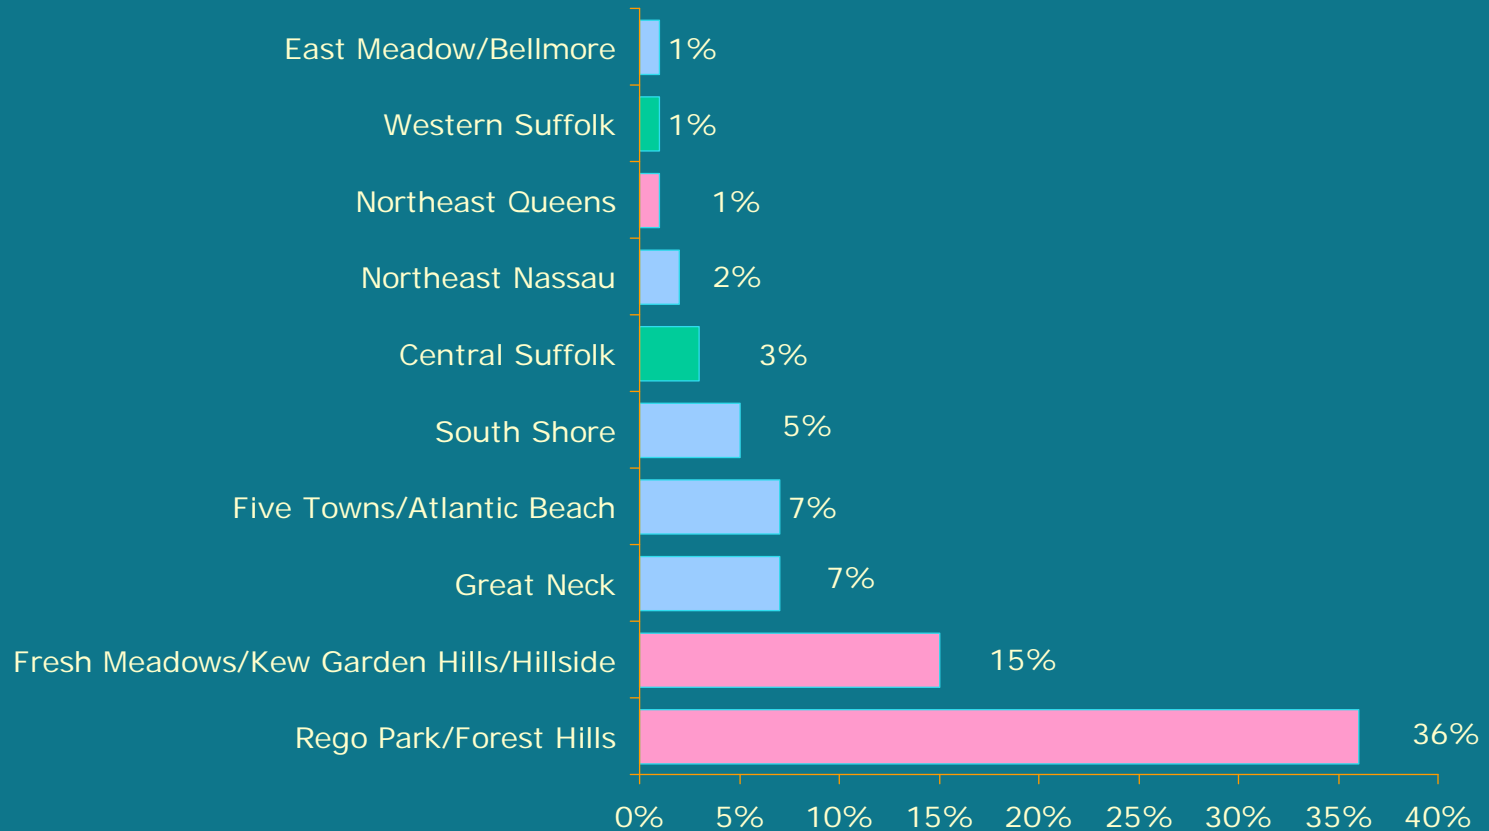 East Meadow/Bellmore 1%
Western Suffolk 1%
Northeast Queens 1%
Northeast Nassau 2%
Central Suffolk 3%
South Shore 5%
Five Towns/Atlantic Beach 7%
Great Neck 7%
Fresh Meadows/Kew Garden Hills/Hillside 15%
Rego Park/Forest Hills 36%
0% 5% 10% 15% 20% 25% 30% 35% 40%